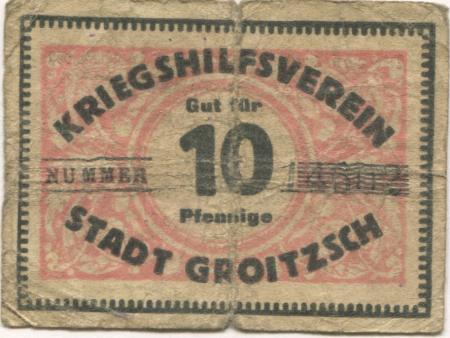 KRIEGSHILFSVEREIN
Gut für
10
NUMMER
Pfennige
STADT GROITZSCH